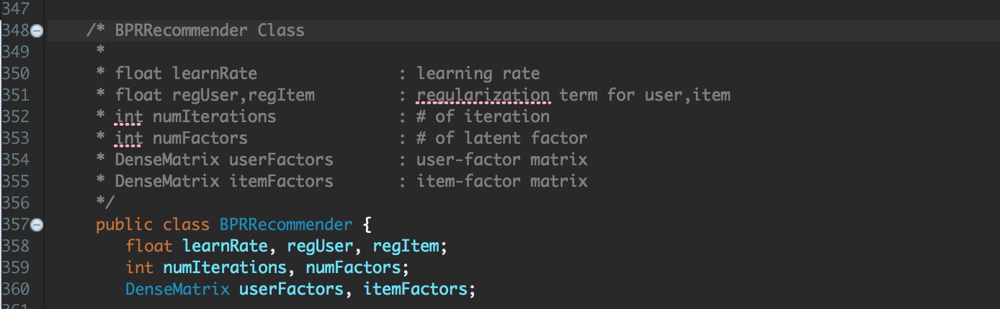 347
348 /* BPRRecommender Class
349 *
350 * float learnRate : learning rate
351 * float regUser,regItem : regularization term for user,item
352 * int numIterations : # of iteration
353 * int numFactors : # of latent factor
354 * DenseMatrix userFactors : user-factor matrix
355 * DenseMatrix itemFactors : item-factor matrix
356 */
357 public class BPRRecommender {
358 float learnRate, regUser, regItem;
359 int numIterations, numFactors;
360 DenseMatrix userFactors, itemFactors;
361